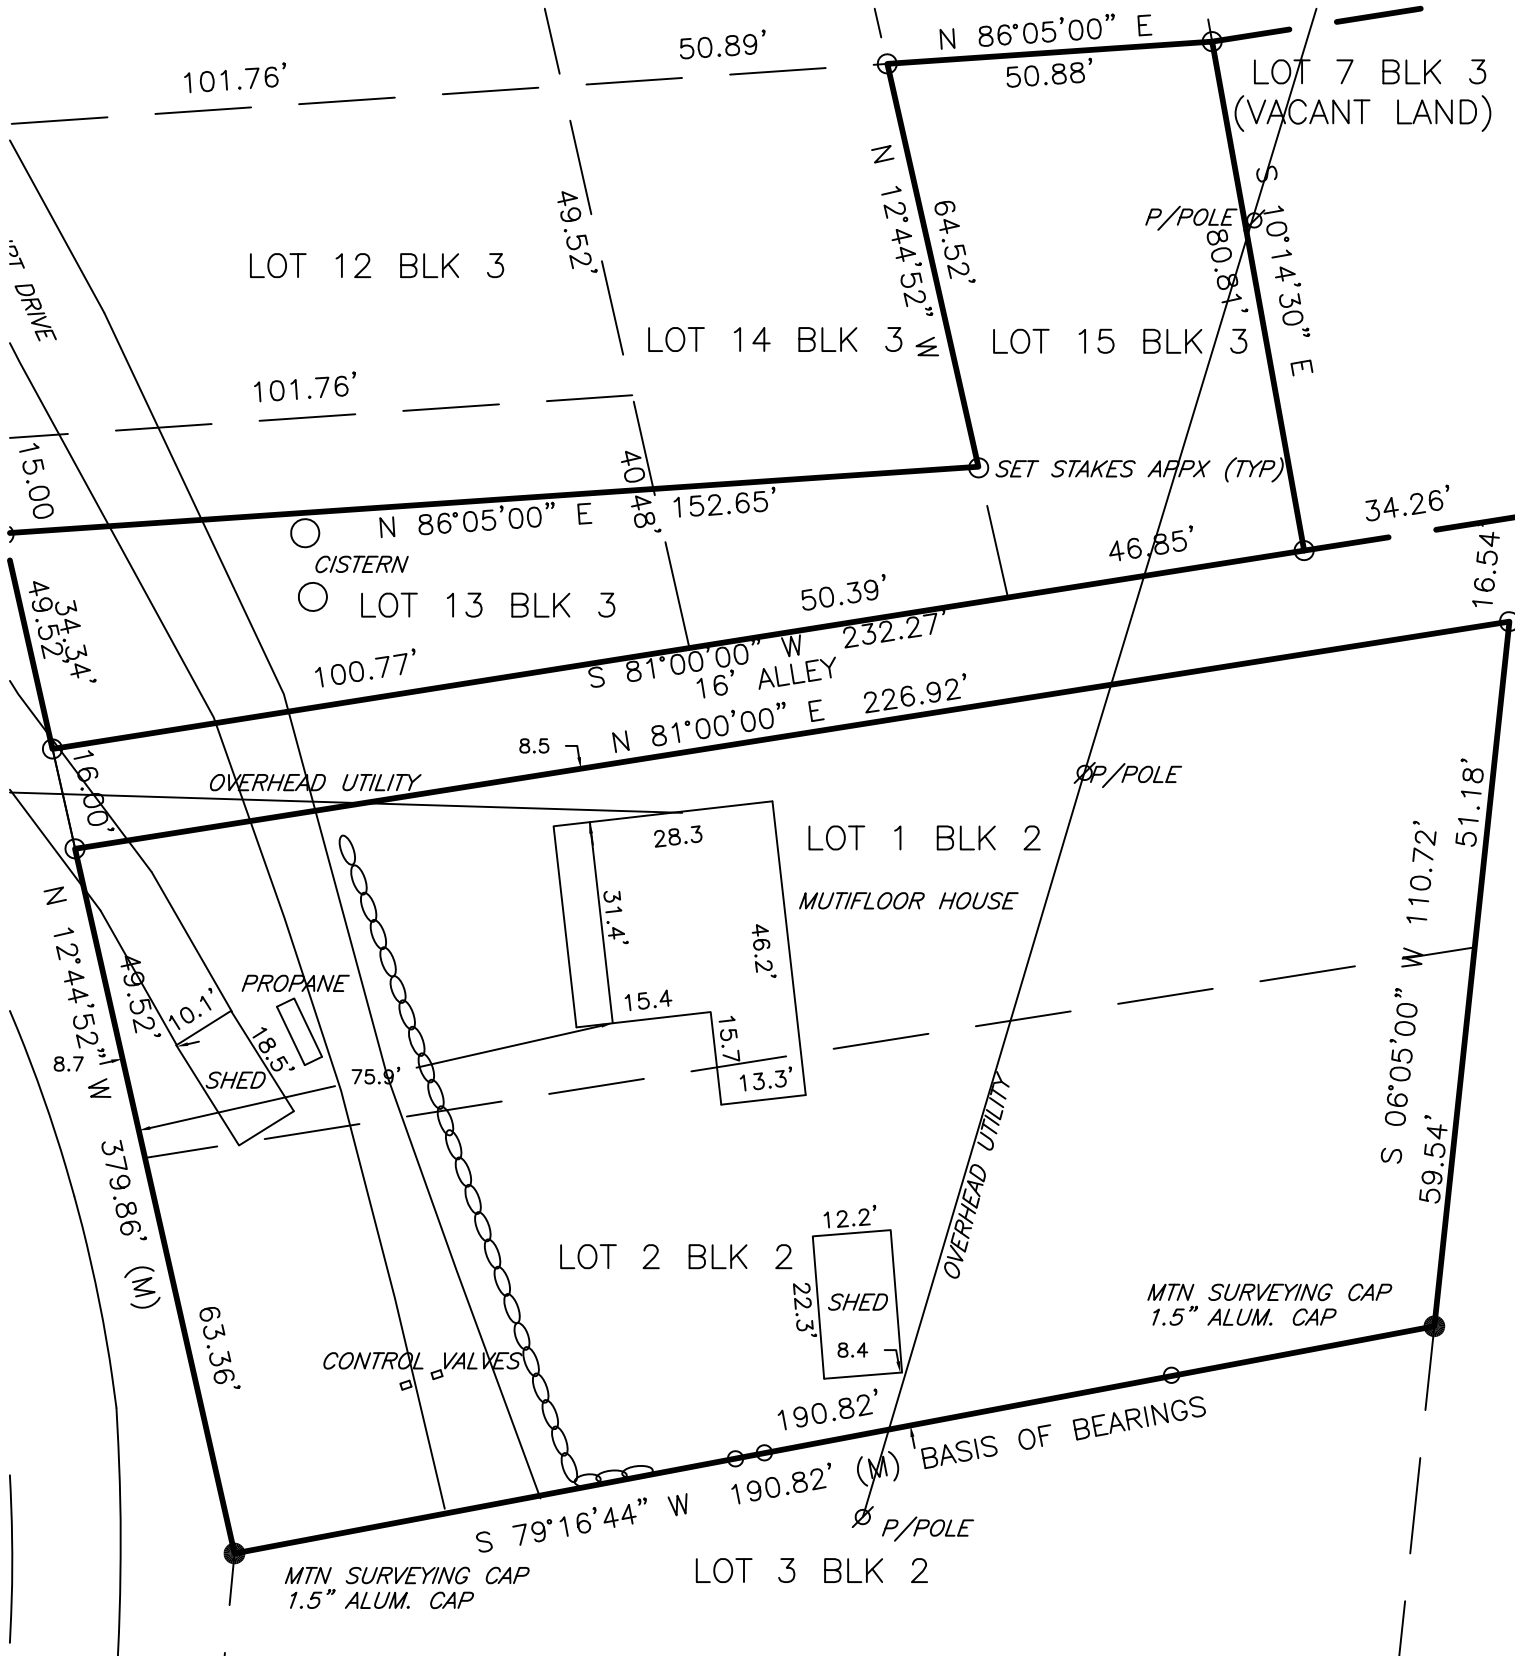 N 86°05'00" E
50.89'
101.76'
50.88'
LOT 7 BLK 3
(VACANT LAND)
N 12°44'52" W
64.52'
49.52'
S 10°14'30" E
80.81'
P/POLE
LOT 12 BLK 3
DRIVE
LOT 14 BLK 3
LOT 15 BLK 3
101.76'
15.00
40.48'
SET STAKES APPX (TYP)
N 86°05'00" E
152.65'
34.26'
16.54'
CISTERN
46.85'
49.52'
34.34'
LOT 13 BLK 3
50.39'
100.77'
S 81°00'00" W
232.27'
16' ALLEY
N 81°00'00" E
226.92'
8.5
16.00'
OVERHEAD UTILITY
P/POLE
28.3
LOT 1 BLK 2
MUTIFLOOR HOUSE
31.4'
46.2'
51.18'
S 06°05'00" W 110.72'
N 12°44'52" W 379.86' (M)
49.52'
PROPANE
10.1'
18.5'
15.4
15.7
8.7
SHED
75.9'
13.3'
OVERHEAD UTILITY
59.54'
12.2'
LOT 2 BLK 2
22.3'
SHED
8.4
MTN SURVEYING CAP
1.5" ALUM. CAP
63.36'
CONTROL VALVES
190.82'
190.82' (M) BASIS OF BEARINGS
S 79°16'44" W
P/POLE
LOT 3 BLK 2
MTN SURVEYING CAP
1.5" ALUM. CAP